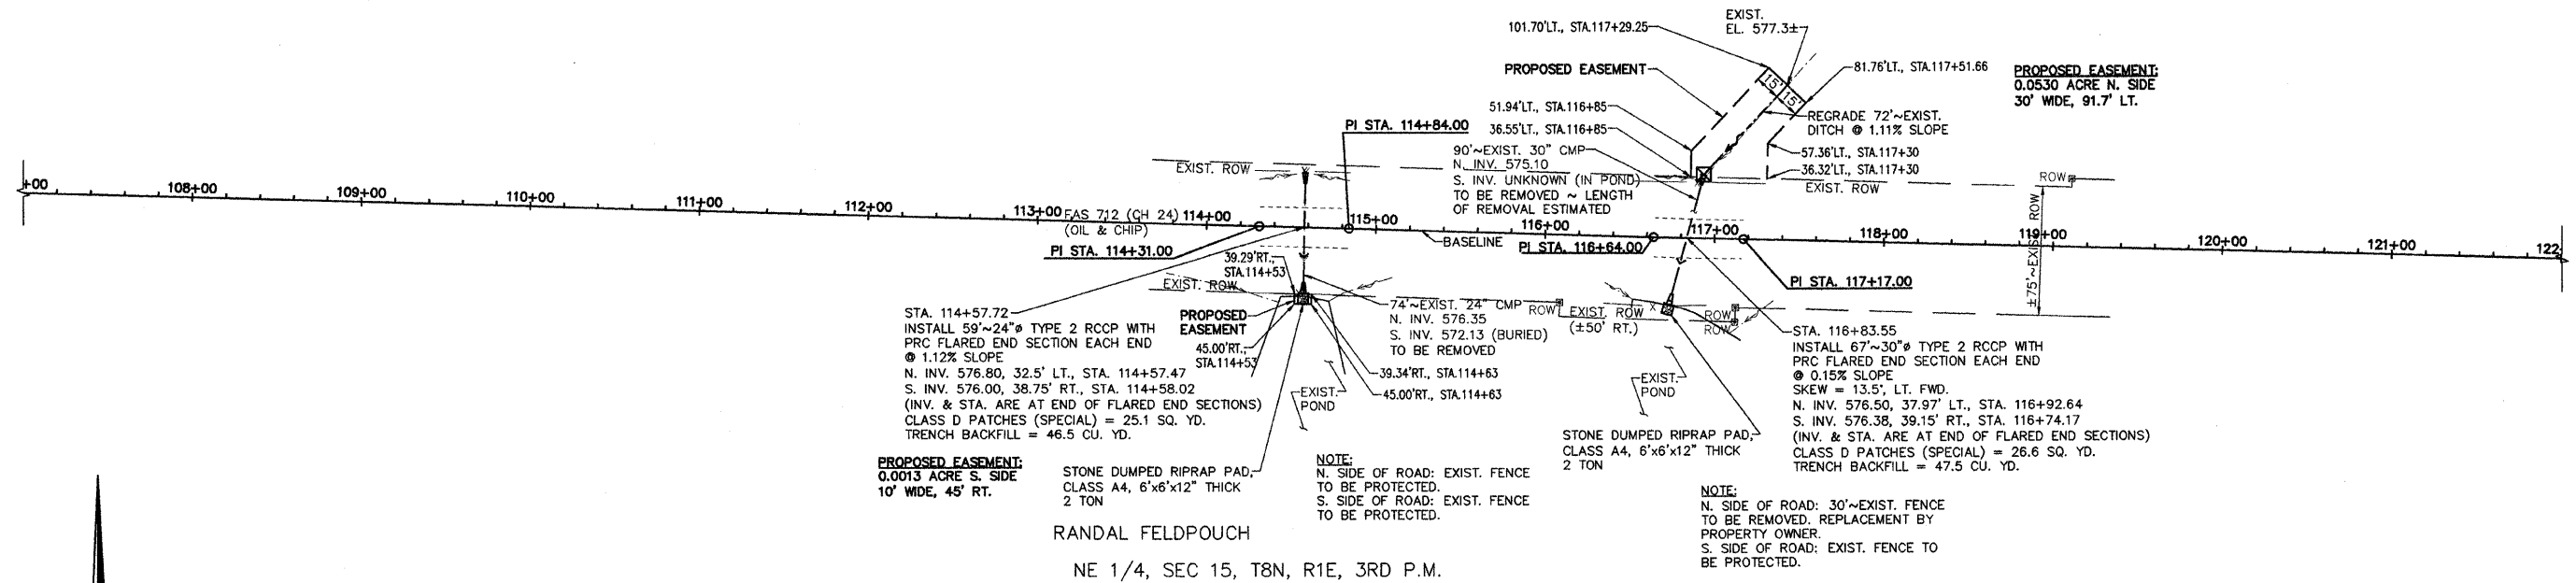 EXIST.
EL. 577.3±
101.70'LT., STA.117+29.25
PROPOSED EASEMENT
81.76'LT., STA.117+51.66
PROPOSED EASEMENT:
0.0530 ACRE N. SIDE
30' WIDE, 91.7' LT.
15'
15'
51.94'LT., STA.116+85
36.55'LT., STA.116+85
REGRADE 72'~EXIST.
DITCH @ 1.11% SLOPE
PI STA. 114+84.00
90'~EXIST. 30" CMP
N. INV. 575.10
S. INV. UNKNOWN (IN POND)
TO BE REMOVED ~ LENGTH
OF REMOVAL ESTIMATED
57.36'LT., STA.117+30
36.32'LT., STA.117+30
EXIST. ROW
EXIST. ROW
ROW
+00
108+00
109+00
110+00
111+00
112+00
113+00
114+00
115+00
116+00
117+00
118+00
119+00
120+00
121+00
122
FAS 712 (CH 24)
(OIL & CHIP)
BASELINE
±75'~EXIST. ROW
PI STA. 114+31.00
PI STA. 116+64.00
PI STA. 117+17.00
39.29'RT.,
STA.114+53
EXIST. ROW
STA. 114+57.72
INSTALL 59'~24"ø TYPE 2 RCCP WITH
PRC FLARED END SECTION EACH END
@ 1.12% SLOPE
N. INV. 576.80, 32.5' LT., STA. 114+57.47
S. INV. 576.00, 38.75' RT., STA. 114+58.02
(INV. & STA. ARE AT END OF FLARED END SECTIONS)
CLASS D PATCHES (SPECIAL) = 25.1 SQ. YD.
TRENCH BACKFILL = 46.5 CU. YD.
PROPOSED
EASEMENT
45.00'RT.,
STA.114+53
74'~EXIST. 24" CMP
N. INV. 576.35
S. INV. 572.13 (BURIED)
TO BE REMOVED
39.34'RT., STA.114+63
45.00'RT., STA.114+63
EXIST.
POND
ROW
EXIST. ROW
(±50' RT.)
ROW
ROW
EXIST.
POND
STA. 116+83.55
INSTALL 67'~30"ø TYPE 2 RCCP WITH
PRC FLARED END SECTION EACH END
@ 0.15% SLOPE
SKEW = 13.5°, LT. FWD.
N. INV. 576.50, 37.97' LT., STA. 116+92.64
S. INV. 576.38, 39.15' RT., STA. 116+74.17
(INV. & STA. ARE AT END OF FLARED END SECTIONS)
CLASS D PATCHES (SPECIAL) = 26.6 SQ. YD.
TRENCH BACKFILL = 47.5 CU. YD.
PROPOSED EASEMENT:
0.0013 ACRE S. SIDE
10' WIDE, 45' RT.
STONE DUMPED RIPRAP PAD,
CLASS A4, 6'x6'x12" THICK
2 TON
NOTE:
N. SIDE OF ROAD: EXIST. FENCE
TO BE PROTECTED.
S. SIDE OF ROAD: EXIST. FENCE
TO BE PROTECTED.
STONE DUMPED RIPRAP PAD,
CLASS A4, 6'x6'x12" THICK
2 TON
NOTE:
N. SIDE OF ROAD: 30'~EXIST. FENCE
TO BE REMOVED. REPLACEMENT BY
PROPERTY OWNER.
S. SIDE OF ROAD: EXIST. FENCE TO
BE PROTECTED.
RANDAL FELDPOUCH
NE 1/4, SEC 15, T8N, R1E, 3RD P.M.